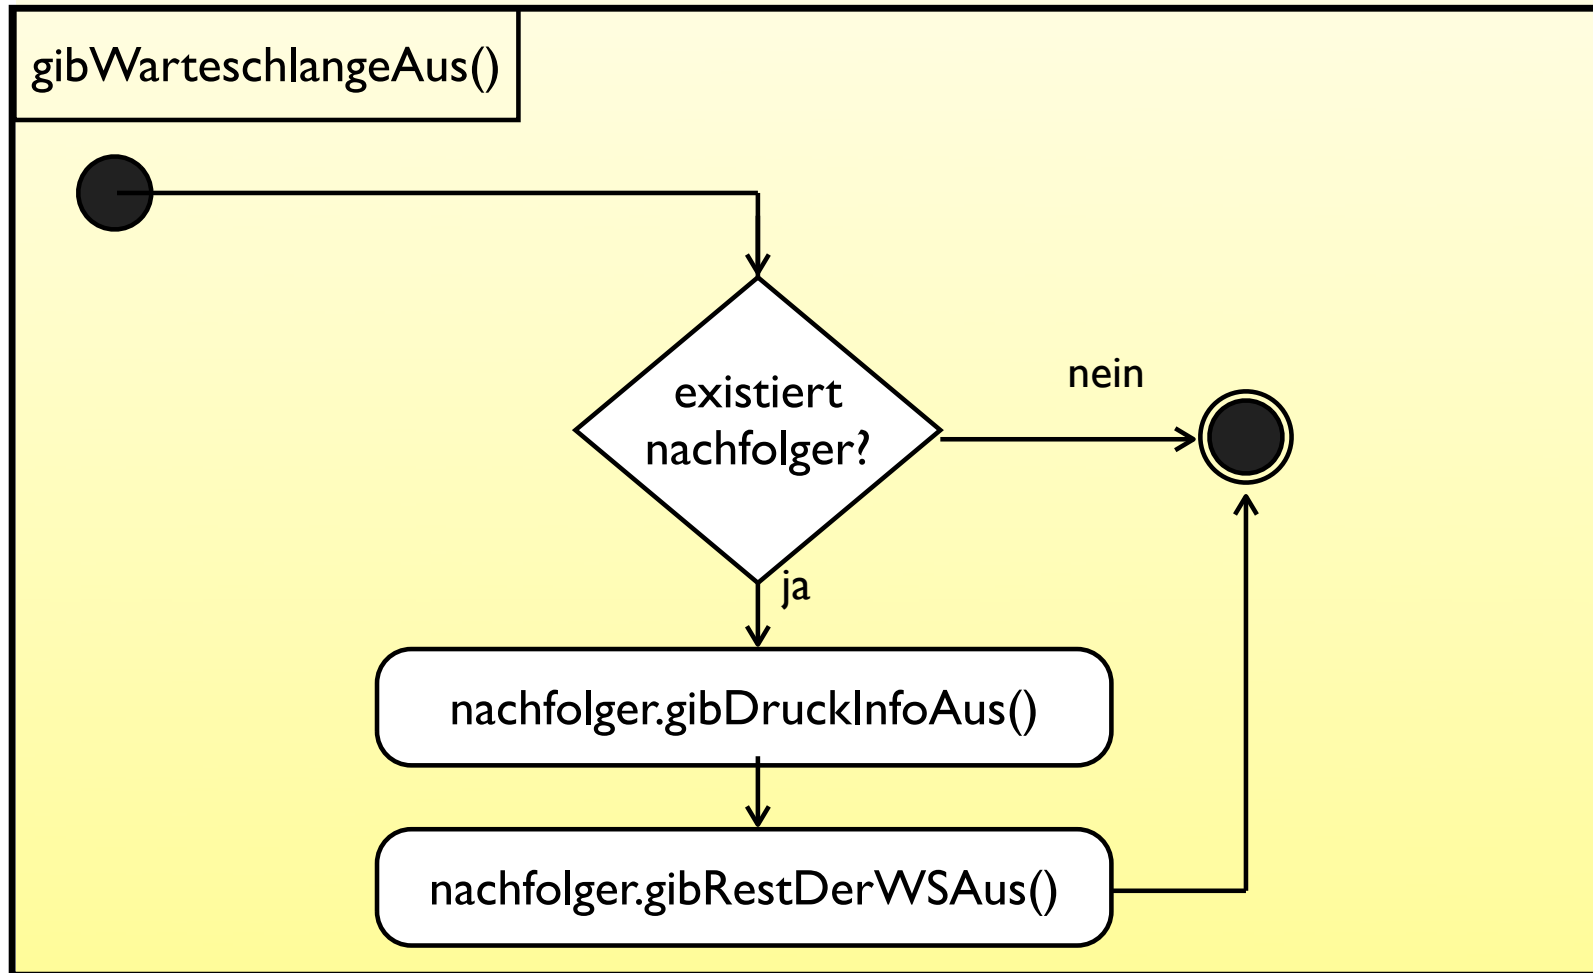 gibWarteschlangeAus()
existiert
nachfolger?
nein
ja
nachfolger.gibDruckInfoAus()
nachfolger.gibRestDerWSAus()